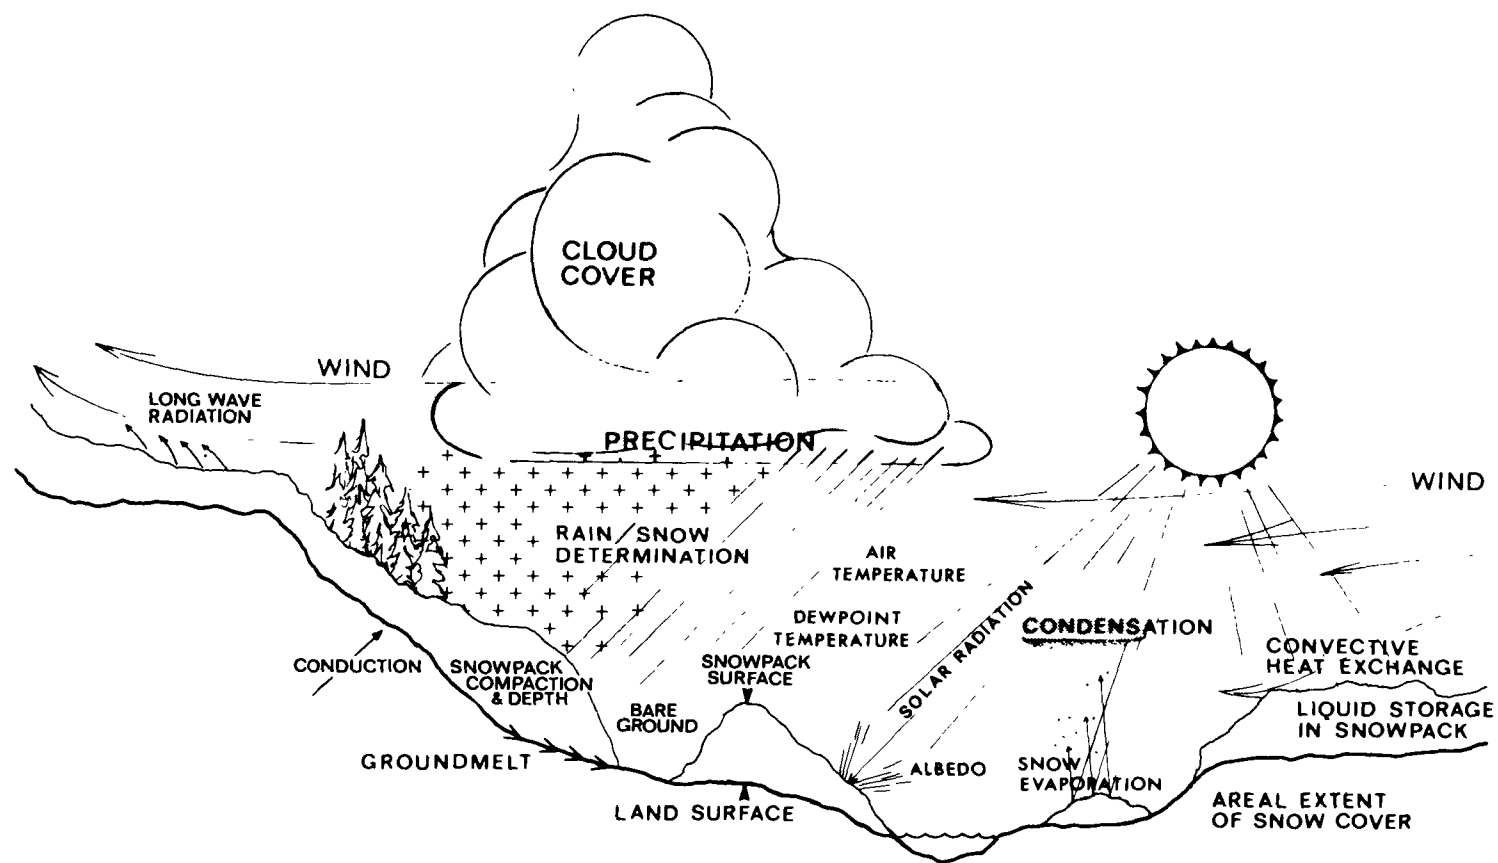 CLOUD
COVER
WIND
LONG WAVE
RADIATION
PRECIPITATION
WIND
RAIN/SNOW
DETERMINATION
AIR
TEMPERATURE
DEWPOINT
TEMPERATURE
SOLAR RADIATION
CONDENSATION
CONVECTIVE
HEAT EXCHANGE
CONDUCTION
SNOWPACK
COMPACTION
& DEPTH
SNOWPACK
SURFACE
BARE
GROUND
LIQUID STORAGE
IN SNOWPACK
GROUNDMELT
ALBEDO
SNOW
EVAPORATION
LAND SURFACE
AREAL EXTENT
OF SNOW COVER